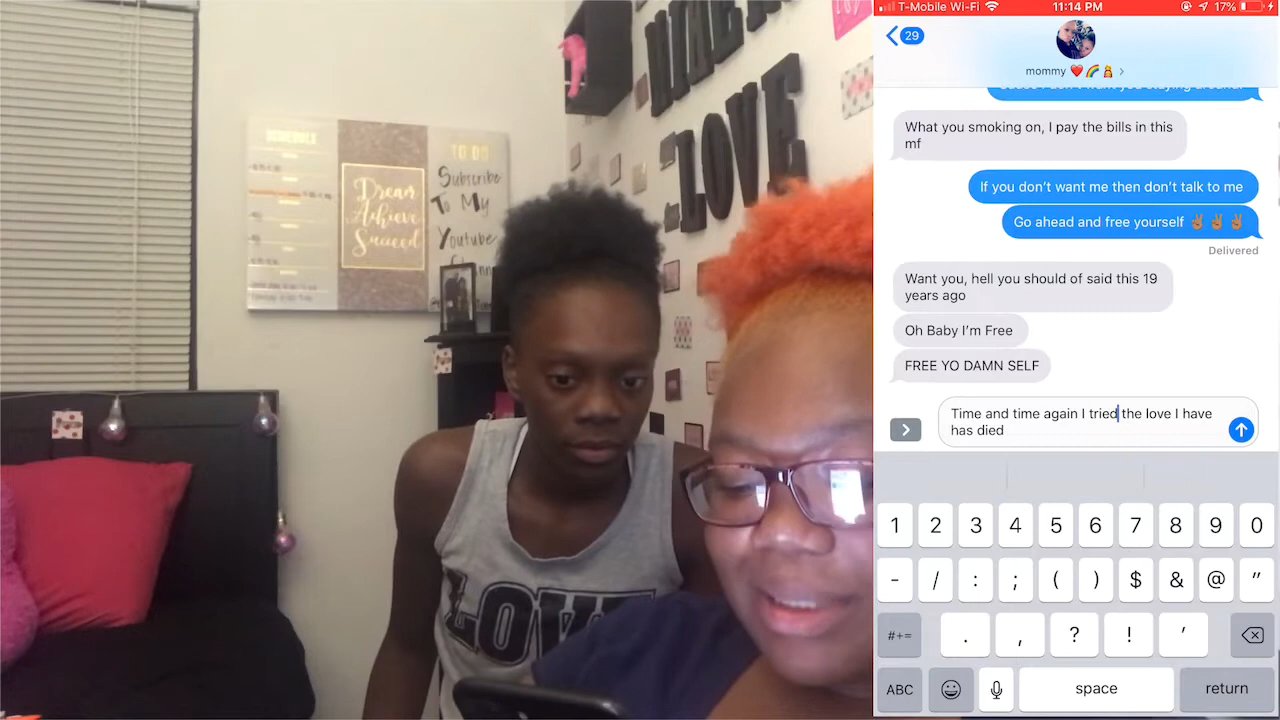 SCHEDULE
Dream
Achieve
Succeed
TO DO
Subscribe
To My
Youtube
LOVE
LOVE
T-Mobile Wi-Fi
11:14 PM
17%
29
mommy ❤️🌈
What you smoking on, I pay the bills in this
mf
If you don't want me then don't talk to me
Go ahead and free yourself ✌🏾✌🏾✌🏾
Delivered
Want you, hell you should of said this 19
years ago
Oh Baby I'm Free
FREE YO DAMN SELF
Time and time again I tried the love I have
has died
1 2 3 4 5 6 7 8 9 0
- / : ; ( ) $ & @ "
#+= . , ? ! '
ABC space return